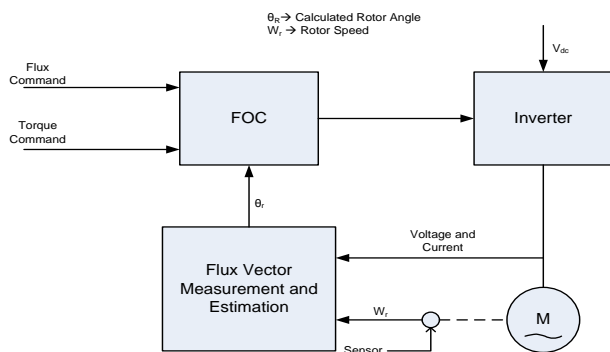 θR→ Calculated Rotor Angle
Wr → Rotor Speed
Vdc
Flux
Command
FOC
Inverter
Torque
Command
θr
Voltage and
Current
Flux Vector
Measurement and
Estimation
Wr
M
Sensor